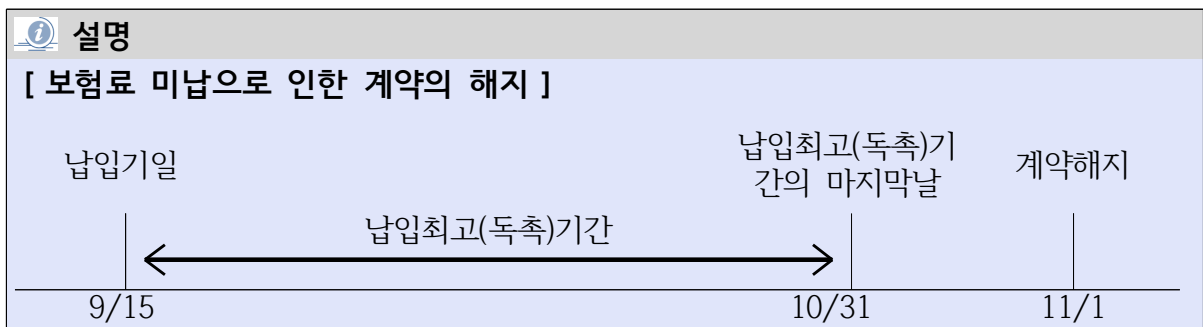 설명
[ 보험료 미납으로 인한 계약의 해지 ]
납입기일
납입최고(독촉)기
간의 마지막날
계약해지
납입최고(독촉)기간
9/15
10/31
11/1